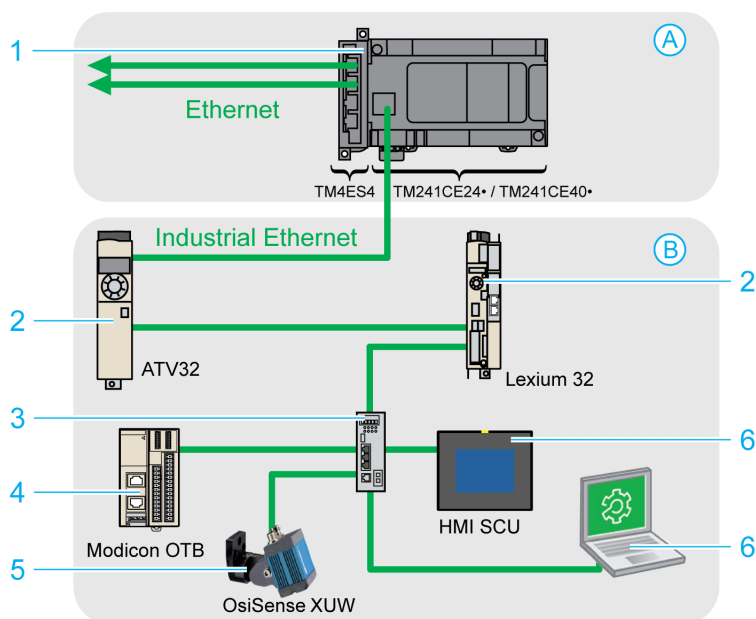 A
1
Ethernet
TM4ES4 TM241CE24• / TM241CE40•
Industrial Ethernet
B
2
2
ATV32
Lexium 32
3
6
4
HMI SCU
Modicon OTB
6
5
OsiSense XUW